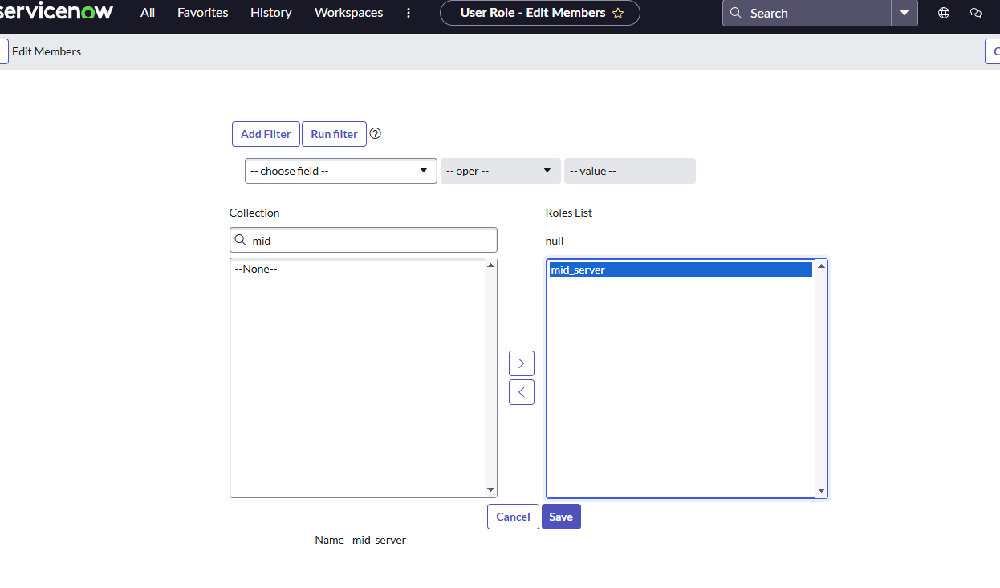 servicenow All Favorites History Workspaces User Role - Edit Members Search
Edit Members
Add Filter Run filter
-- choose field -- -- oper -- -- value --
Collection Roles List
mid null
--None-- mid_server
Cancel Save
Name mid_server